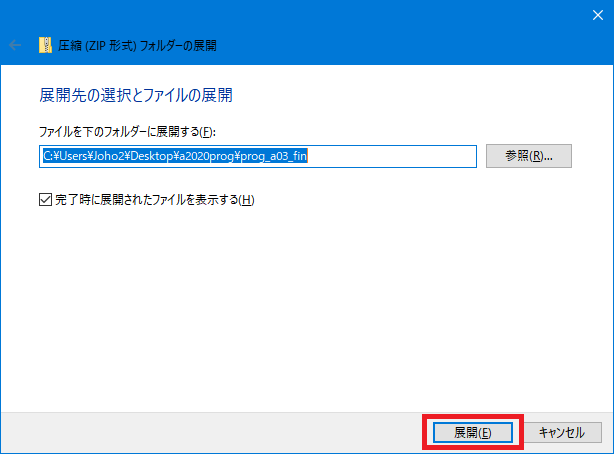 圧縮 (ZIP 形式) フォルダーの展開
展開先の選択とファイルの展開
ファイルを下のフォルダーに展開する(F):
C:¥Users¥Joho2¥Desktop¥a2020prog¥prog_a03_fin
参照(R)...
完了時に展開されたファイルを表示する(H)
展開(E)
キャンセル